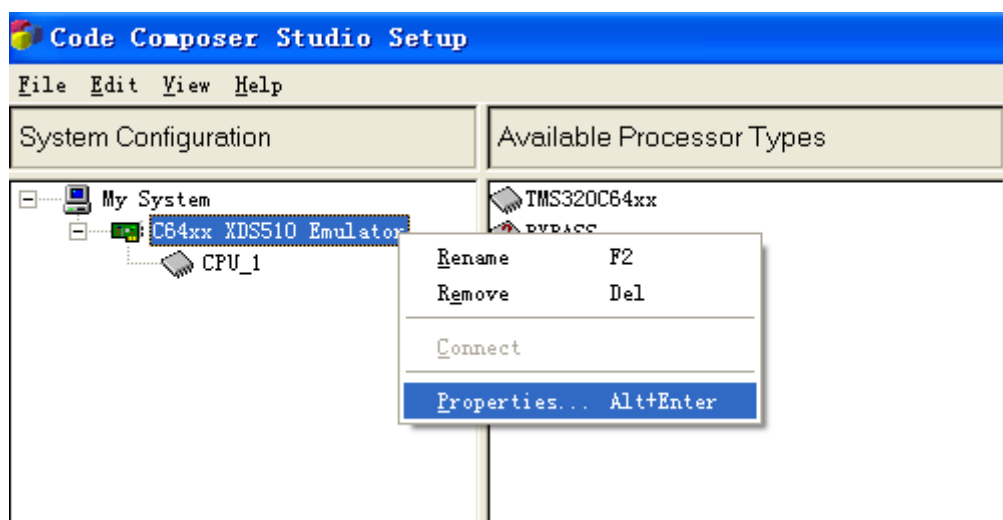 Code Composer Studio Setup
File Edit View Help
System Configuration
Available Processor Types
My System
C64xx XDS510 Emulator
CPU_1
TMS320C64xx
BYPASS
Rename F2
Remove Del
Connect
Properties... Alt+Enter